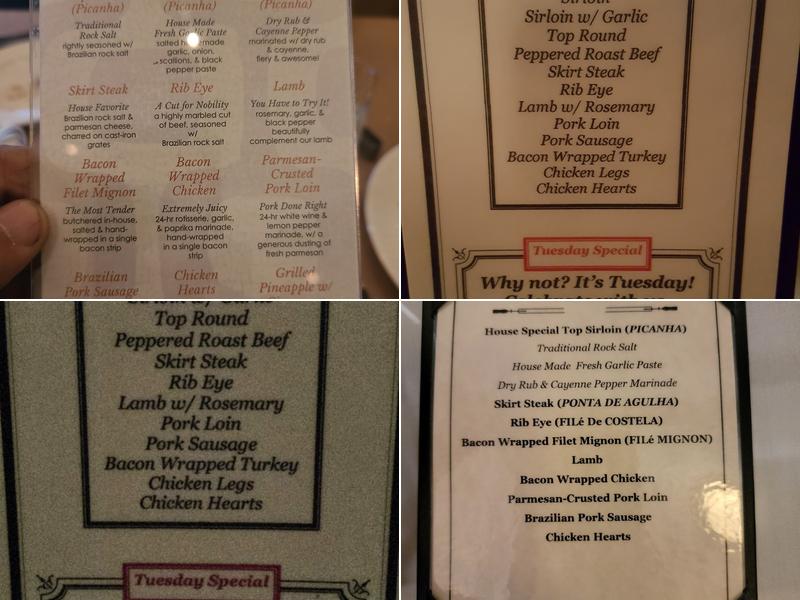 (Picanha) (Picanha) (Picanha)
Traditional
Rock Salt
rightly seasoned w/
Brazilian rock salt
House Made
Fresh Garlic Paste
garlic, onion,
scallions, & black
pepper paste
Dry Rub &
Cayenne Pepper
marinated w/ dry rub
& cayenne,
fiery & awesome!
Skirt Steak
House Favorite
Brazilian rock salt &
parmesan cheese,
charred on cast-iron
grates
Rib Eye
A Cut for Nobility
a highly marbled cut
of beef, seasoned
w/
Brazilian rock salt
Lamb
You Have to Try It!
rosemary, garlic, &
black pepper
beautifully
complement our lamb
Bacon
Wrapped
Filet Mignon
The Most Tender
butchered in-house,
salted & hand-
wrapped in a single
bacon strip
Bacon
Wrapped
Chicken
Extremely Juicy
24-hr rotisserie, garlic,
& paprika marinade,
hand-wrapped
in a single bacon
strip
Parmesan-
Crusted
Pork Loin
Pork Done Right
24-hr white wine &
lemon pepper
marinade, w/ a
generous dusting of
fresh parmesan
Brazilian
Pork Sausage
Chicken
Hearts
Grilled
Pineapple w/
Sirloin
Sirloin w/ Garlic
Top Round
Peppered Roast Beef
Skirt Steak
Rib Eye
Lamb w/ Rosemary
Pork Loin
Pork Sausage
Bacon Wrapped Turkey
Chicken Legs
Chicken Hearts
Tuesday Special
Why not? It's Tuesday!
Sirloin w/ Garlic
Top Round
Peppered Roast Beef
Skirt Steak
Rib Eye
Lamb w/ Rosemary
Pork Loin
Pork Sausage
Bacon Wrapped Turkey
Chicken Legs
Chicken Hearts
Tuesday Special
House Special Top Sirloin (PICANHA)
Traditional Rock Salt
House Made Fresh Garlic Paste
Dry Rub & Cayenne Pepper Marinade
Skirt Steak (PONTA DE AGULHA)
Rib Eye (FILé De COSTELA)
Bacon Wrapped Filet Mignon (FILé MIGNON)
Lamb
Bacon Wrapped Chicken
Parmesan-Crusted Pork Loin
Brazilian Pork Sausage
Chicken Hearts